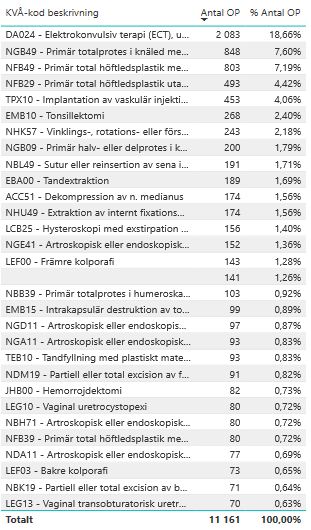 KVÅ-kod beskrivning Antal OP % Antal OP
DA024 - Elektrokonvulsiv terapi (ECT), u... 2 083 18,66%
NGB49 - Primär totalprotes i knäled me... 848 7,60%
NFB49 - Primär total höftledsplastik me... 803 7,19%
NFB29 - Primär total höftledsplastik uta... 493 4,42%
TPX10 - Implantation av vaskulär injekti... 453 4,06%
EMB10 - Tonsillektomi 268 2,40%
NHK57 - Vinklings-, rotations- eller förs... 243 2,18%
NGB09 - Primär halv- eller delprotes i k... 200 1,79%
NBL49 - Sutur eller reinsertion av sena i... 191 1,71%
EBA00 - Tandextraktion 189 1,69%
ACC51 - Dekompression av n. medianus 174 1,56%
NHU49 - Extraktion av internt fixations... 174 1,56%
LCB25 - Hysteroskopi med exstirpation ... 156 1,40%
NGE41 - Artroskopisk eller endoskopisk... 152 1,36%
LEF00 - Främre kolporafi 143 1,28%
141 1,26%
NBB39 - Primär totalprotes i humeroska... 103 0,92%
EMB15 - Intrakapsulär destruktion av to... 99 0,89%
NGD11 - Artroskopisk eller endoskopis... 97 0,87%
NGA11 - Artroskopisk eller endoskopisk... 93 0,83%
TEB10 - Tandfyllning med plastiskt mate... 93 0,83%
NDM19 - Partiell eller total excision av f... 91 0,82%
JHB00 - Hemorrojdektomi 82 0,73%
LEG10 - Vaginal uretrocystopexi 80 0,72%
NBH71 - Artroskopisk eller endoskopisk... 80 0,72%
NFB39 - Primär total höftledsplastik me... 80 0,72%
NDA11 - Artroskopisk eller endoskopisk... 77 0,69%
LEF03 - Bakre kolporafi 73 0,65%
NBK19 - Partiell eller total excision av b... 71 0,64%
LEG13 - Vaginal transobturatorisk uretr... 70 0,63%
Totalt 11 161 100,00%